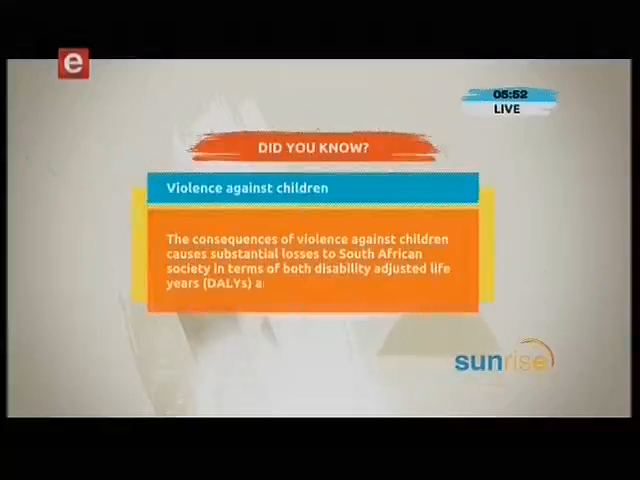 e
05:52
LIVE
DID YOU KNOW?
Violence against children
The consequences of violence against children
causes substantial losses to South African
society in terms of both disability adjusted life
years (DALYs) a
sunrise